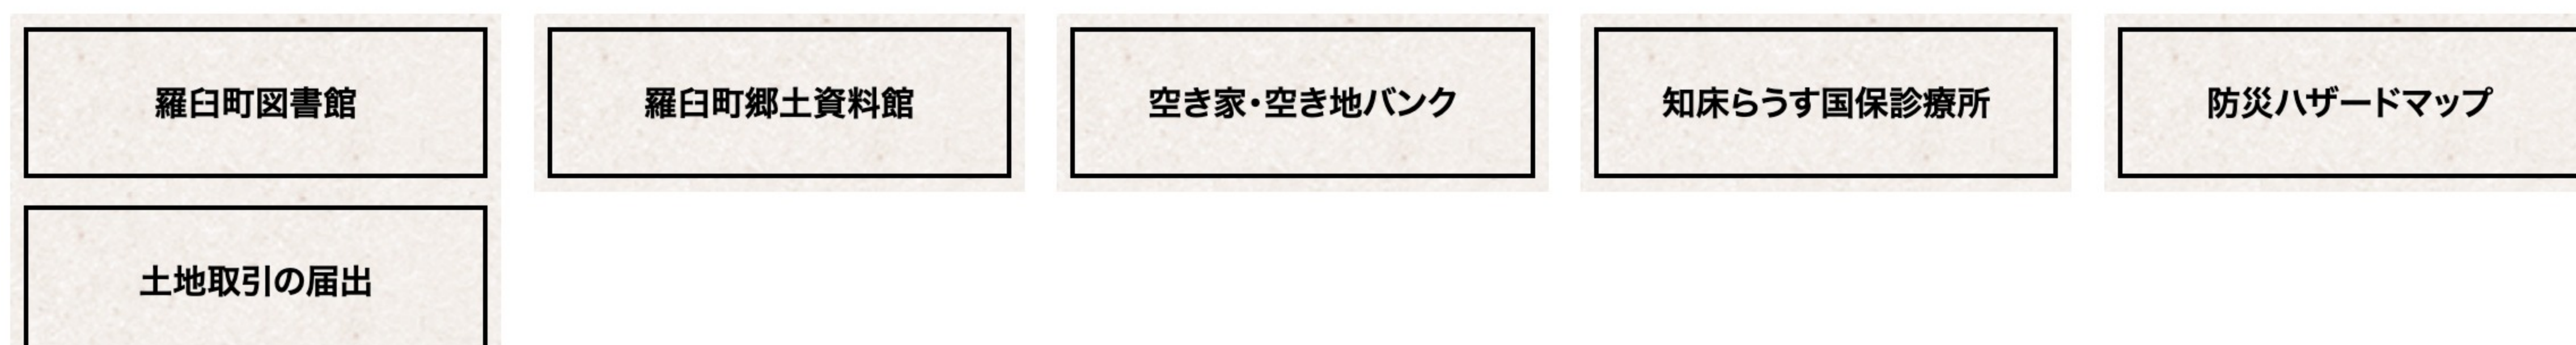 羅臼町図書館
羅臼町郷土資料館
空き家・空き地バンク
知床らうす国保診療所
防災ハザードマップ
土地取引の届出